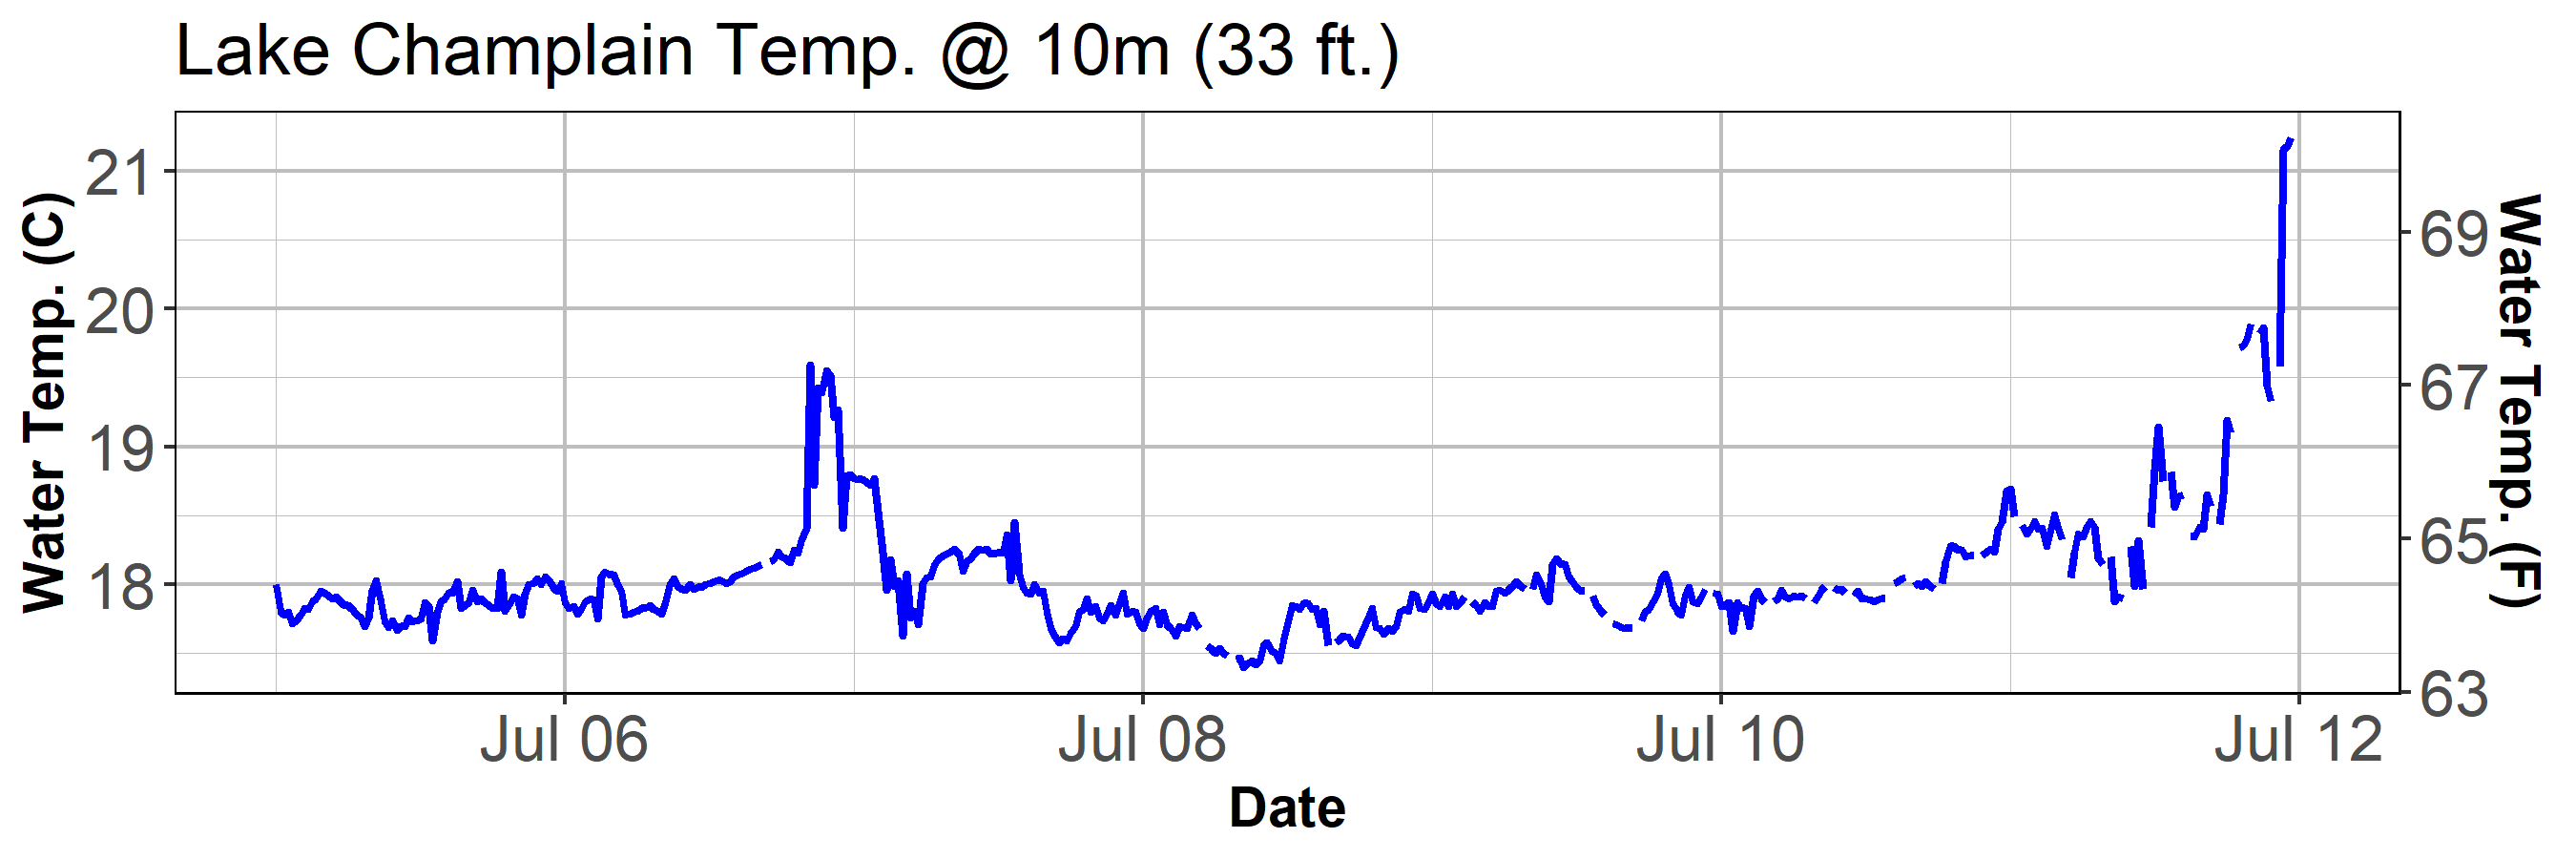 Lake Champlain Temp. @ 10m (33 ft.)
Water Temp. (C)
21
20
19
18
69
67
65
63
Water Temp. (F)
Jul 06 Jul 08 Jul 10 Jul 12
Date